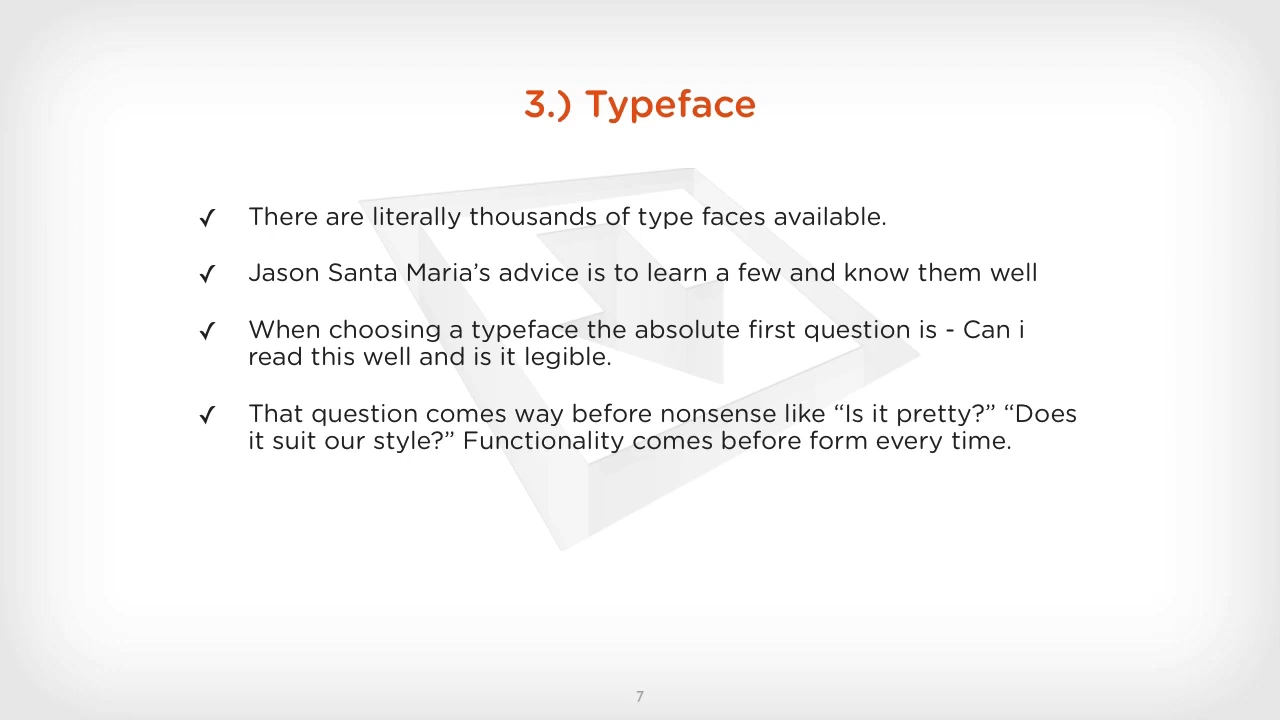 3.) Typeface
✓ There are literally thousands of type faces available.
✓ Jason Santa Maria’s advice is to learn a few and know them well
✓ When choosing a typeface the absolute first question is - Can i
read this well and is it legible.
✓ That question comes way before nonsense like “Is it pretty?” “Does
it suit our style?” Functionality comes before form every time.
7